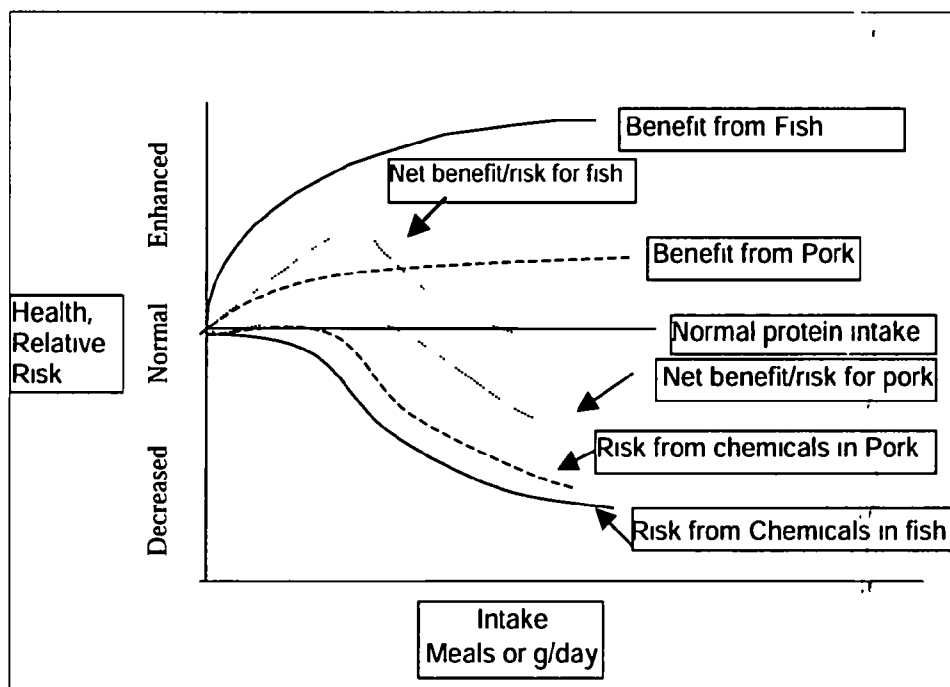 Benefit from Fish
Net benefit/risk for fish
Enhanced
Benefit from Pork
Health,
Relative
Risk
Normal
Normal protein intake
Net benefit/risk for pork
Risk from chemicals in Pork
Decreased
Risk from Chemicals in fish
Intake
Meals or g/day